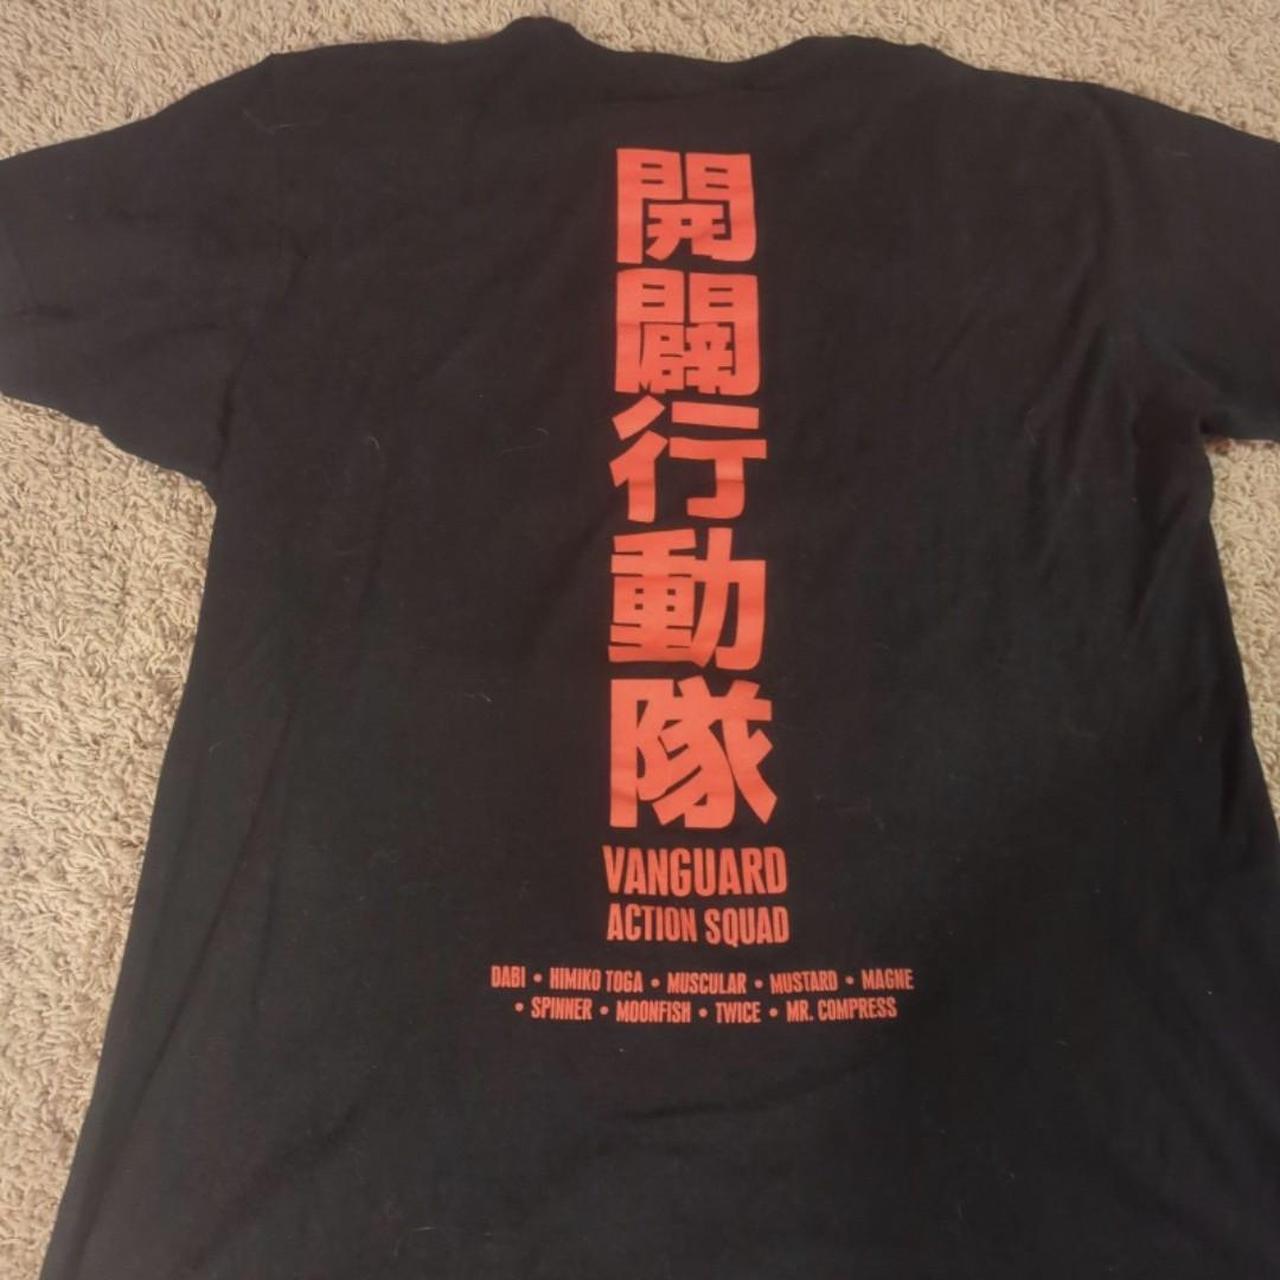 開闢行動隊
VANGUARD
ACTION SQUAD
DABI • HIMIKO TOGA • MUSCULAR • MUSTARD • MAGNE
• SPINNER • MOONFISH • TWICE • MR. COMPRESS